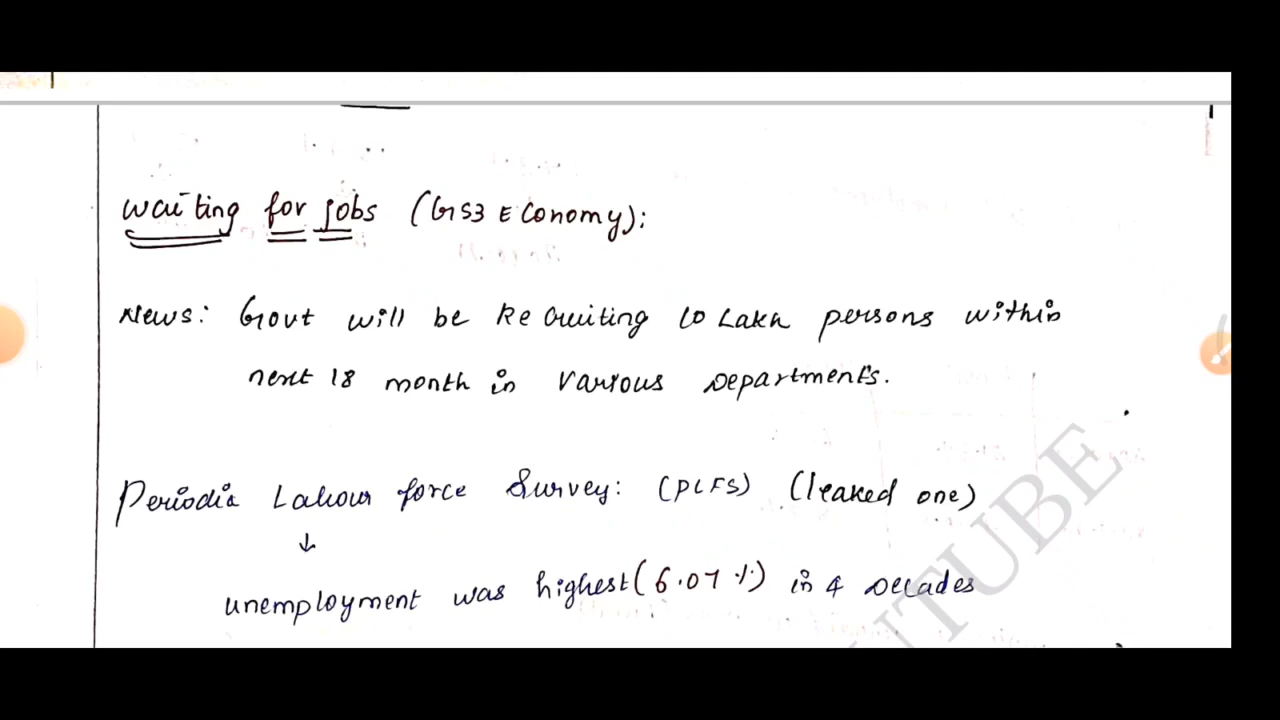 Waiting for jobs (GS3 Economy):
News: Govt will be Recruiting 10 Lakh persons within
next 18 month in various Departments.
Periodic Labour force Survey: (PLFS) (leaked one)
↓
unemployment was highest (6.07%) in 4 Decades
UTUBE